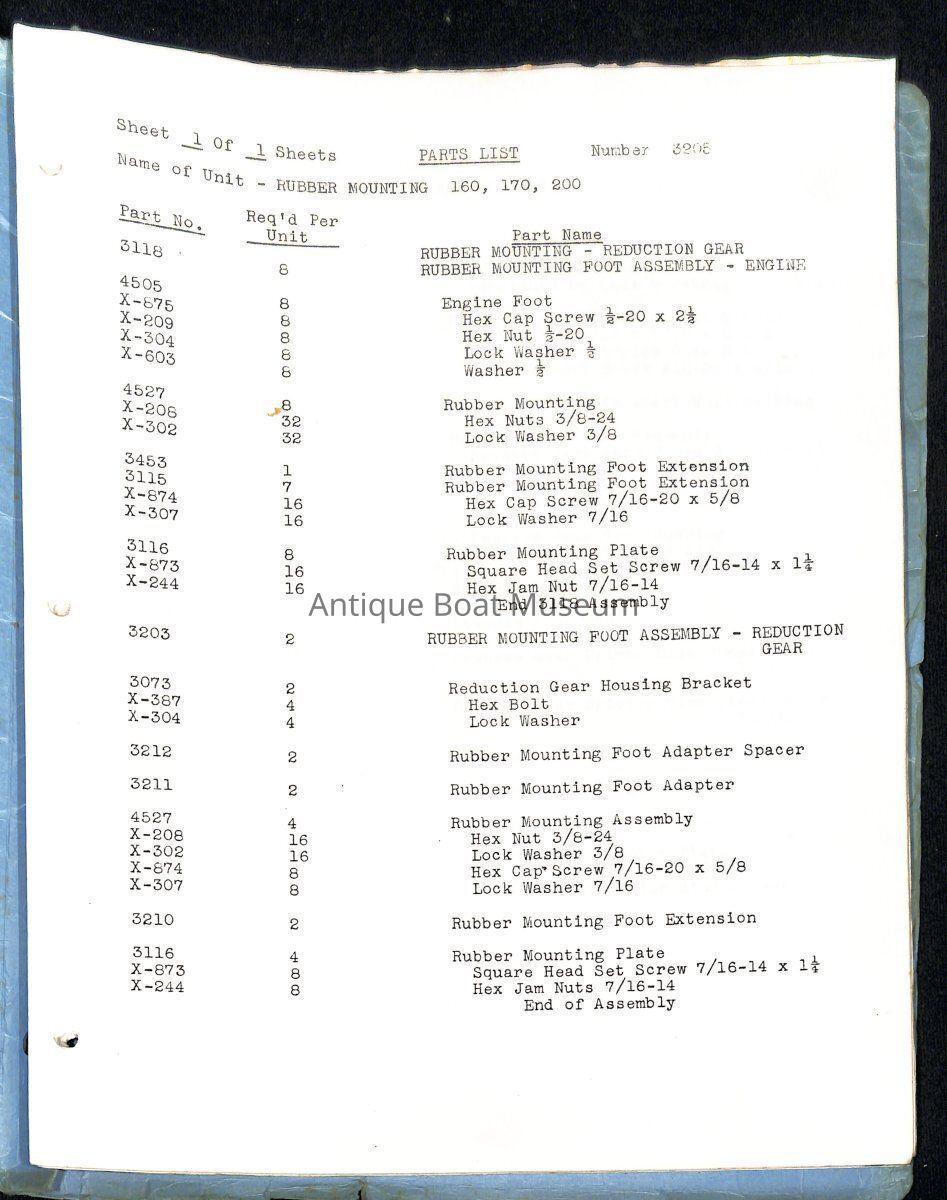 Sheet 1 Of 1 Sheets PARTS LIST Number 3205
Name of Unit - RUBBER MOUNTING 160, 170, 200
Part No. Req'd Per Unit Part Name
RUBBER MOUNTING - REDUCTION GEAR
3118 8 RUBBER MOUNTING FOOT ASSEMBLY - ENGINE
4505 8 Engine Foot
X-875 8 Hex Cap Screw ½-20 x 2½
X-209 8 Hex Nut ½-20
X-304 8 Lock Washer ½
X-603 8 Washer ½
4527 8 Rubber Mounting
X-208 32 Hex Nuts 3/8-24
X-302 32 Lock Washer 3/8
3453 1 Rubber Mounting Foot Extension
3115 7 Rubber Mounting Foot Extension
X-874 16 Hex Cap Screw 7/16-20 x 5/8
X-307 16 Lock Washer 7/16
3116 8 Rubber Mounting Plate
X-873 16 Square Head Set Screw 7/16-14 x 1¼
X-244 16 Hex Jam Nut 7/16-14
End 3118 Assembly
Antique Boat Museum
3203 2 RUBBER MOUNTING FOOT ASSEMBLY - REDUCTION
GEAR
3073 2 Reduction Gear Housing Bracket
X-387 4 Hex Bolt
X-304 4 Lock Washer
3212 2 Rubber Mounting Foot Adapter Spacer
3211 2 Rubber Mounting Foot Adapter
4527 4 Rubber Mounting Assembly
X-208 16 Hex Nut 3/8-24
X-302 16 Lock Washer 3/8
X-874 8 Hex Cap Screw 7/16-20 x 5/8
X-307 8 Lock Washer 7/16
3210 2 Rubber Mounting Foot Extension
3116 4 Rubber Mounting Plate
X-873 8 Square Head Set Screw 7/16-14 x 1¼
X-244 8 Hex Jam Nuts 7/16-14
End of Assembly